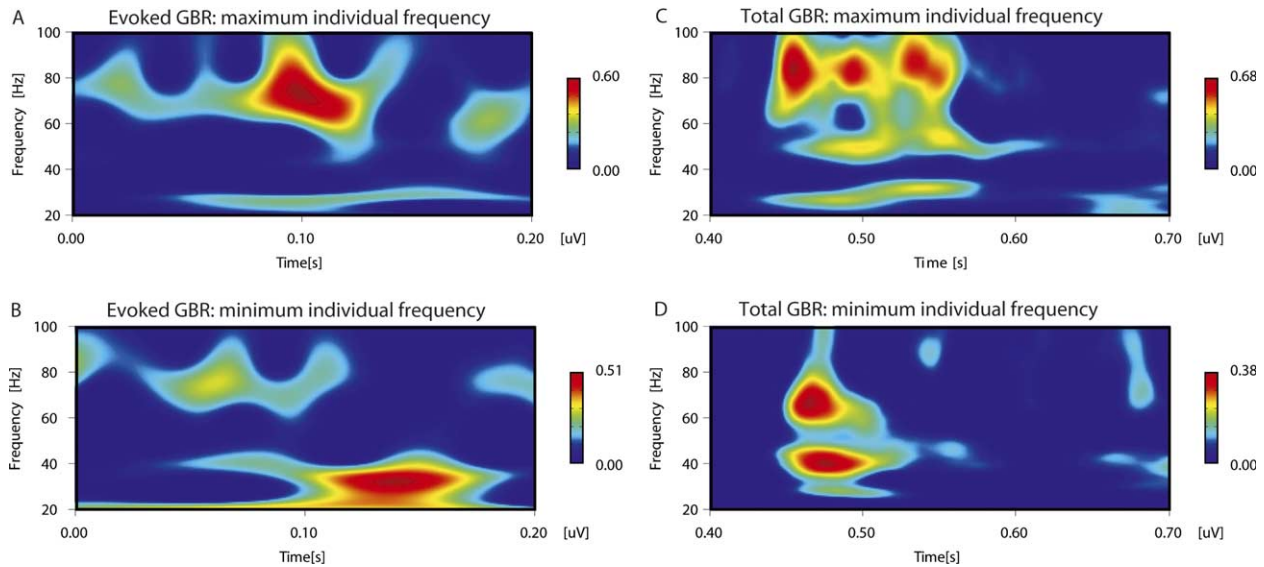 A Evoked GBR: maximum individual frequency
100
80
60
40
20
Frequency [Hz]
0.00 0.10 0.20 [uV]
Time[s]
0.60
0.00
C Total GBR: maximum individual frequency
100
80
60
40
20
Frequency [Hz]
0.40 0.50 0.60 0.70 [uV]
Time [s]
0.68
0.00
B Evoked GBR: minimum individual frequency
100
80
60
40
20
Frequency [Hz]
0.00 0.10 0.20 [uV]
Time[s]
0.51
0.00
D Total GBR: minimum individual frequency
100
80
60
40
20
Frequency [Hz]
0.40 0.50 0.60 0.70 [uV]
Time[s]
0.38
0.00